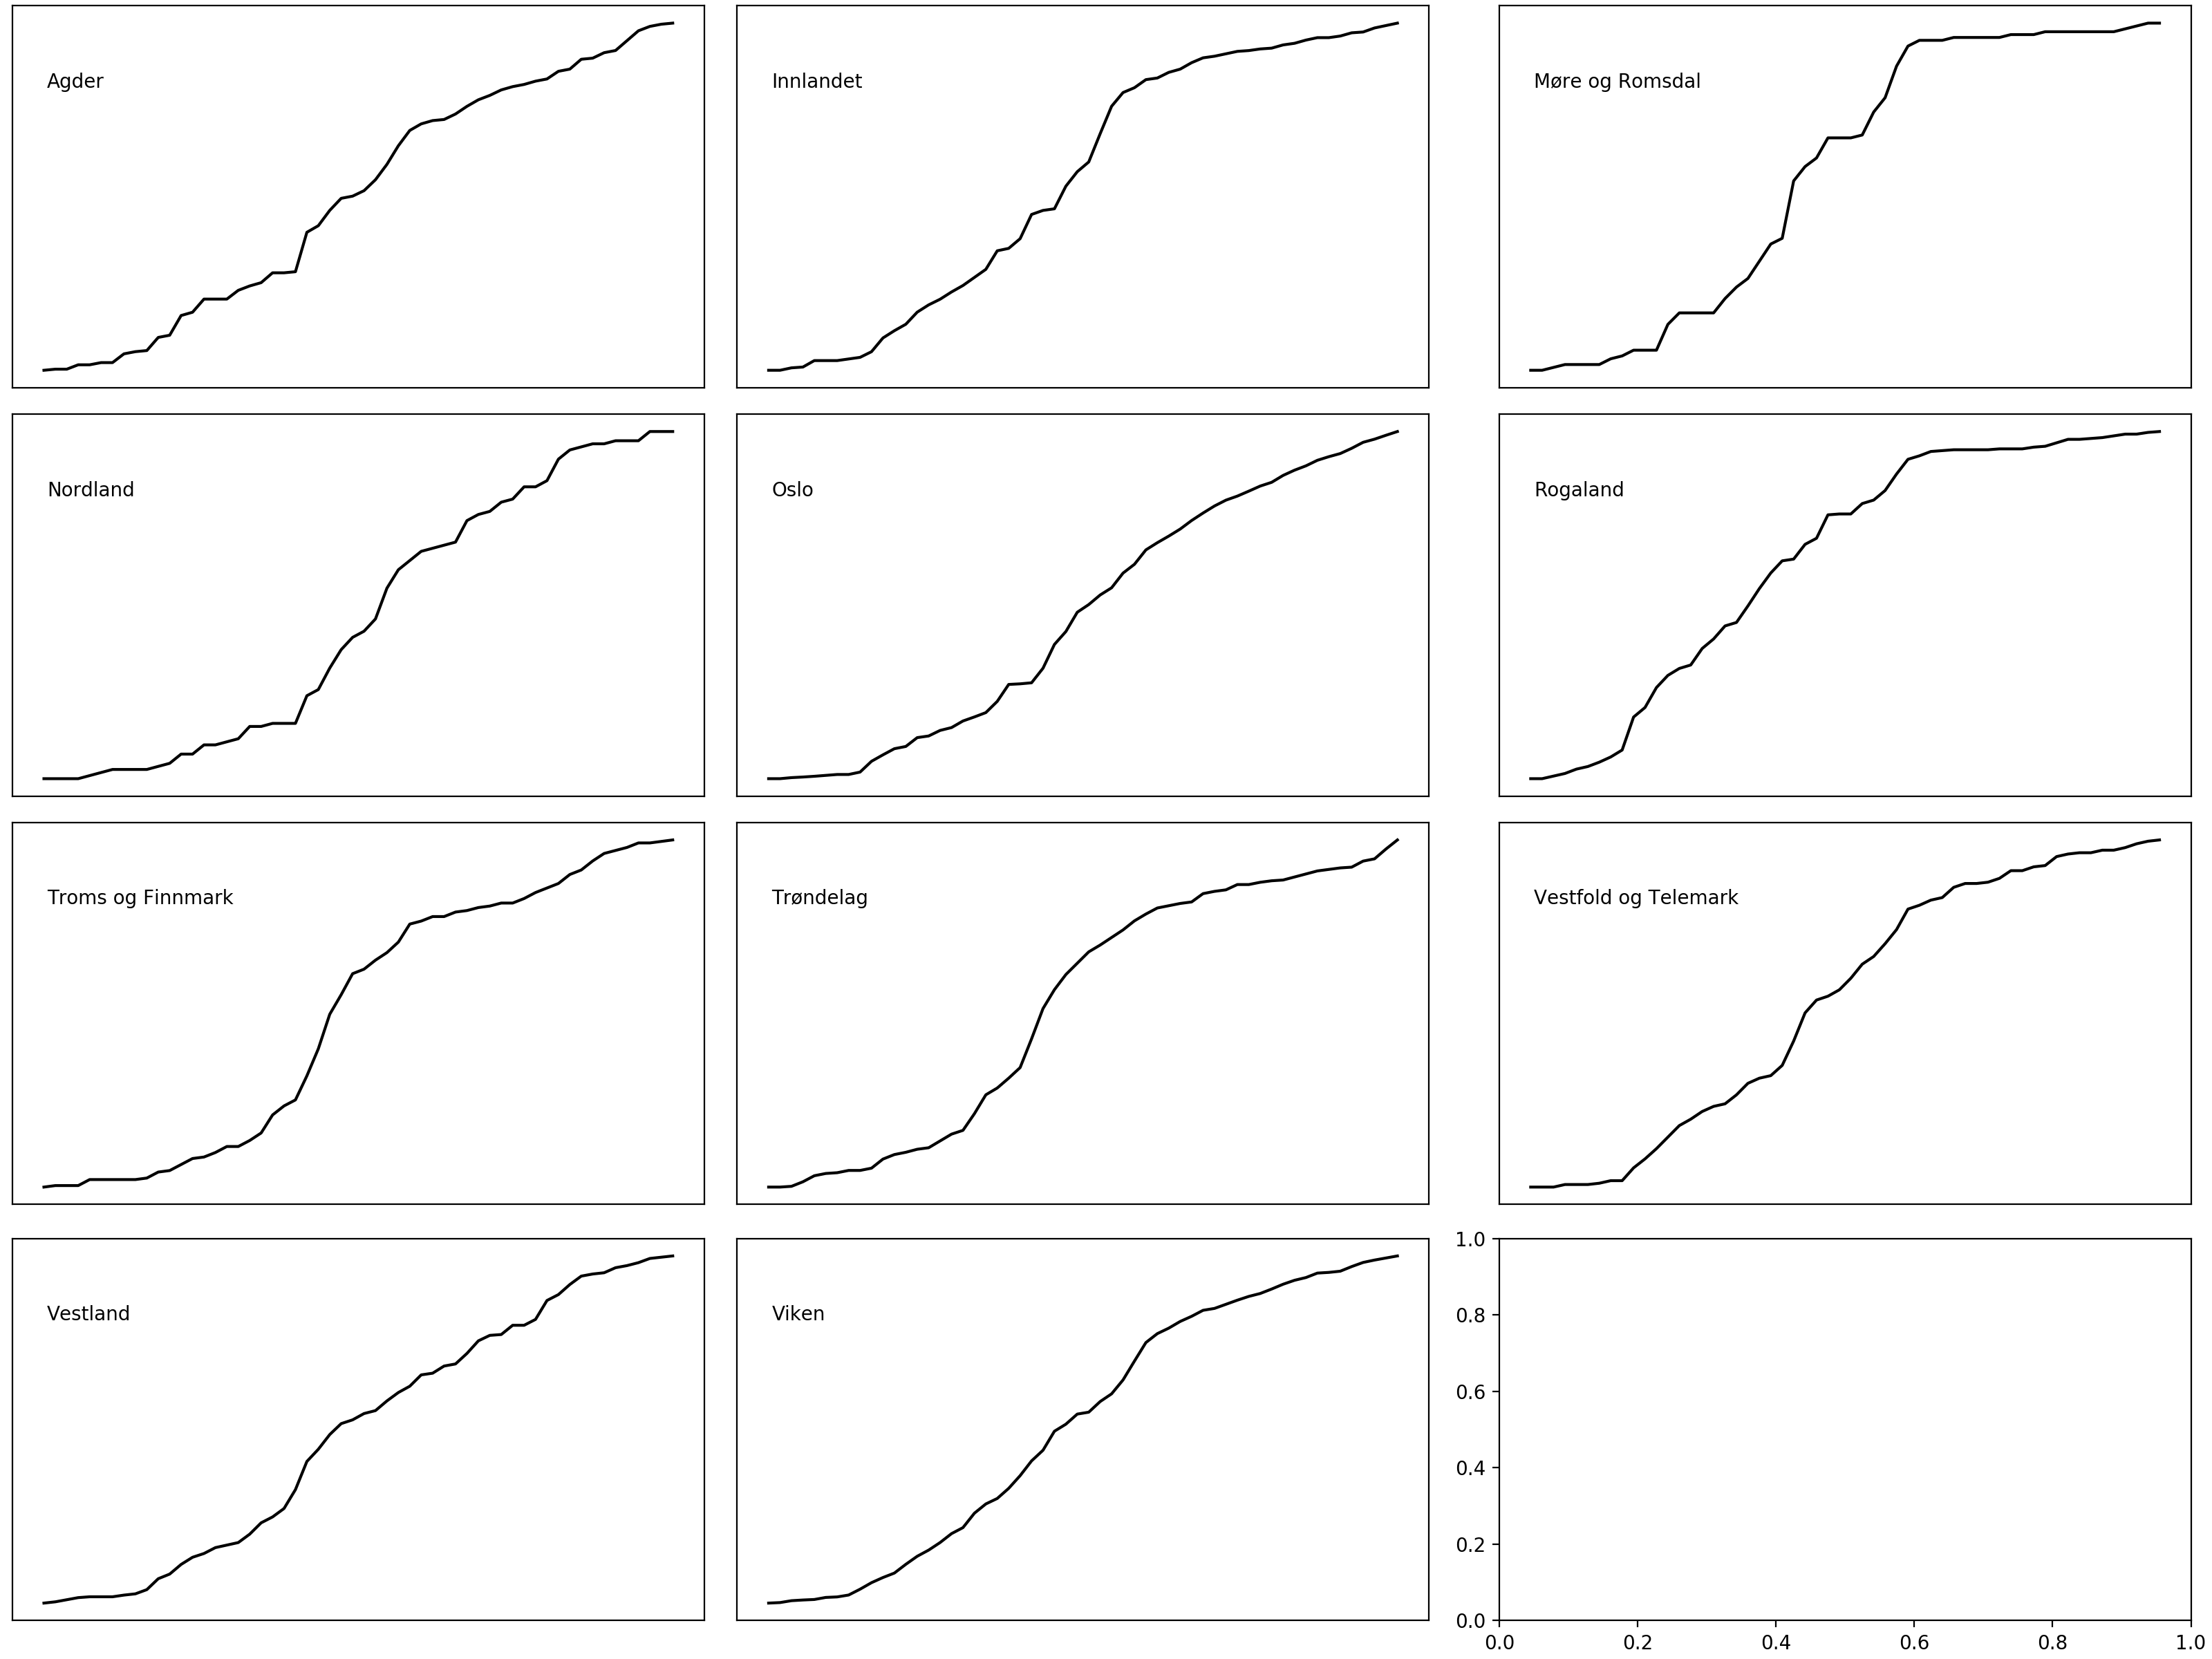 Agder
Innlandet
Møre og Romsdal
Nordland
Oslo
Rogaland
Troms og Finnmark
Trøndelag
Vestfold og Telemark
Vestland
Viken
1.0
0.8
0.6
0.4
0.2
0.0
0.0 0.2 0.4 0.6 0.8 1.0